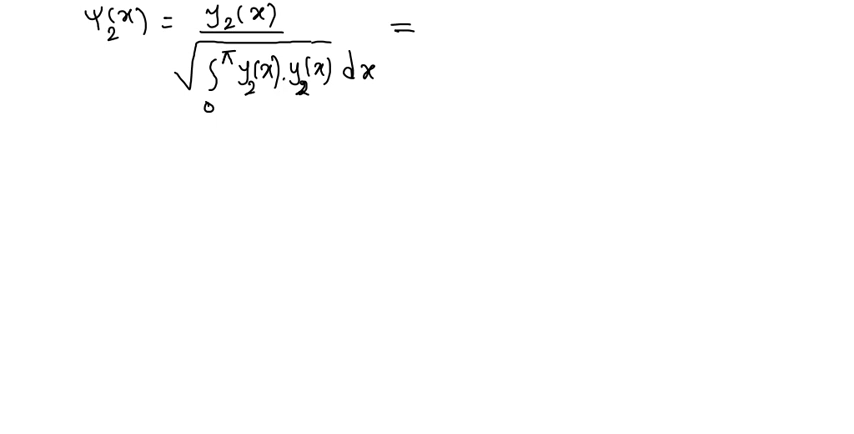 Ψ₂(x) = y₂(x) / √(∫₀^π y₂(x).y₂(x)) dx =